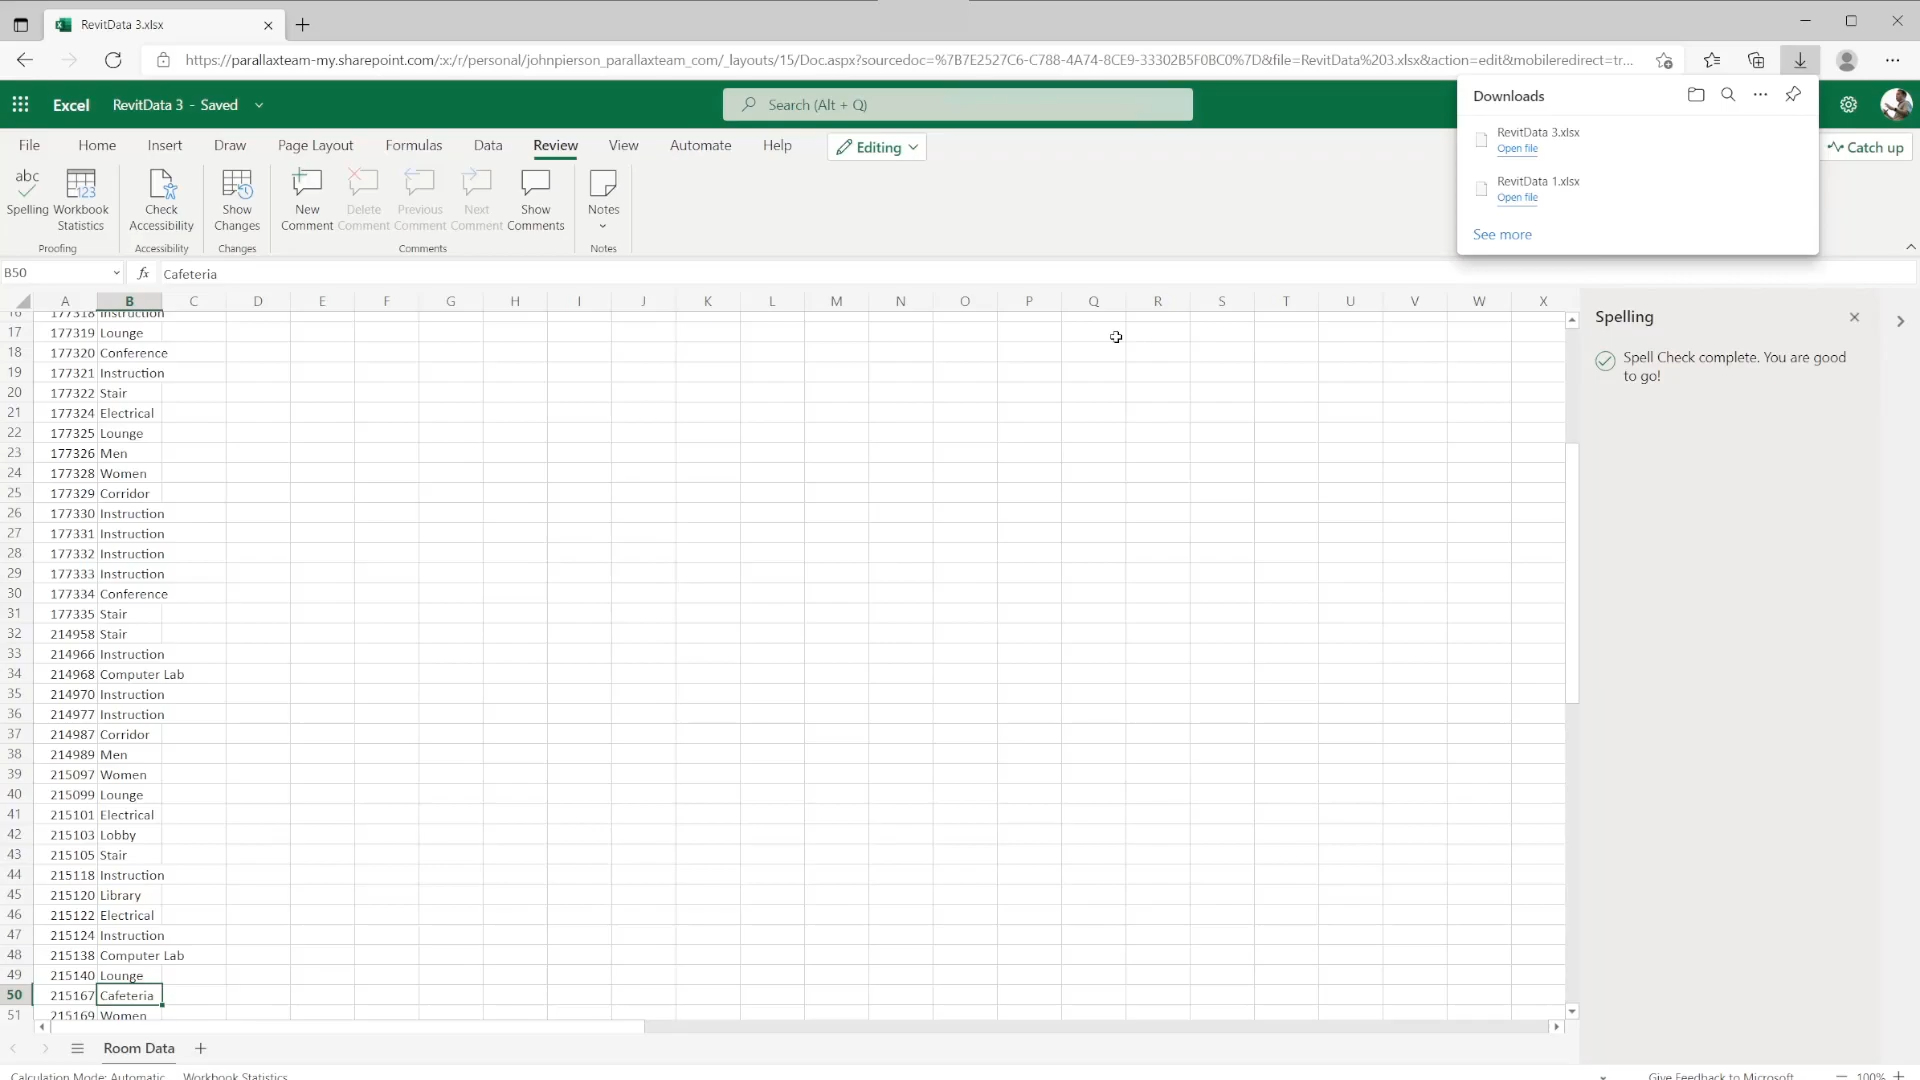 RevitData 3.xlsx
https://parallaxteam-my.sharepoint.com/:x:/r/personal/johnpierson_parallaxteam_com/_layouts/15/Doc.aspx?sourcedoc=%7B7E2527C6-C788-4A74-8CE9-33302B5F0BC0%7D&file=RevitData%203.xlsx&action=edit&mobileredirect=tr...
Excel RevitData 3 - Saved
Search (Alt + Q)
Downloads
RevitData 3.xlsx
Open file
RevitData 1.xlsx
Open file
See more
File Home Insert Draw Page Layout Formulas Data Review View Automate Help Editing Catch up
abc
123
Spelling Workbook Statistics
Check Accessibility
Show Changes
New Comment
Delete Comment
Previous Comment
Next Comment
Show Comments
Notes
Proofing Accessibility Changes Comments Notes
B50 fx Cafeteria
A B C D E F G H I J K L M N O P Q R S T U V W X
16 177318 Instruction
17 177319 Lounge
18 177320 Conference
19 177321 Instruction
20 177322 Stair
21 177324 Electrical
22 177325 Lounge
23 177326 Men
24 177328 Women
25 177329 Corridor
26 177330 Instruction
27 177331 Instruction
28 177332 Instruction
29 177333 Instruction
30 177334 Conference
31 177335 Stair
32 214958 Stair
33 214966 Instruction
34 214968 Computer Lab
35 214970 Instruction
36 214977 Instruction
37 214987 Corridor
38 214989 Men
39 215097 Women
40 215099 Lounge
41 215101 Electrical
42 215103 Lobby
43 215105 Stair
44 215118 Instruction
45 215120 Library
46 215122 Electrical
47 215124 Instruction
48 215138 Computer Lab
49 215140 Lounge
50 215167 Cafeteria
51 215169 Women
Spelling
Spell Check complete. You are good
to go!
Room Data
Calculation Mode: Automatic Workbook Statistics
Give Feedback to Microsoft 100%